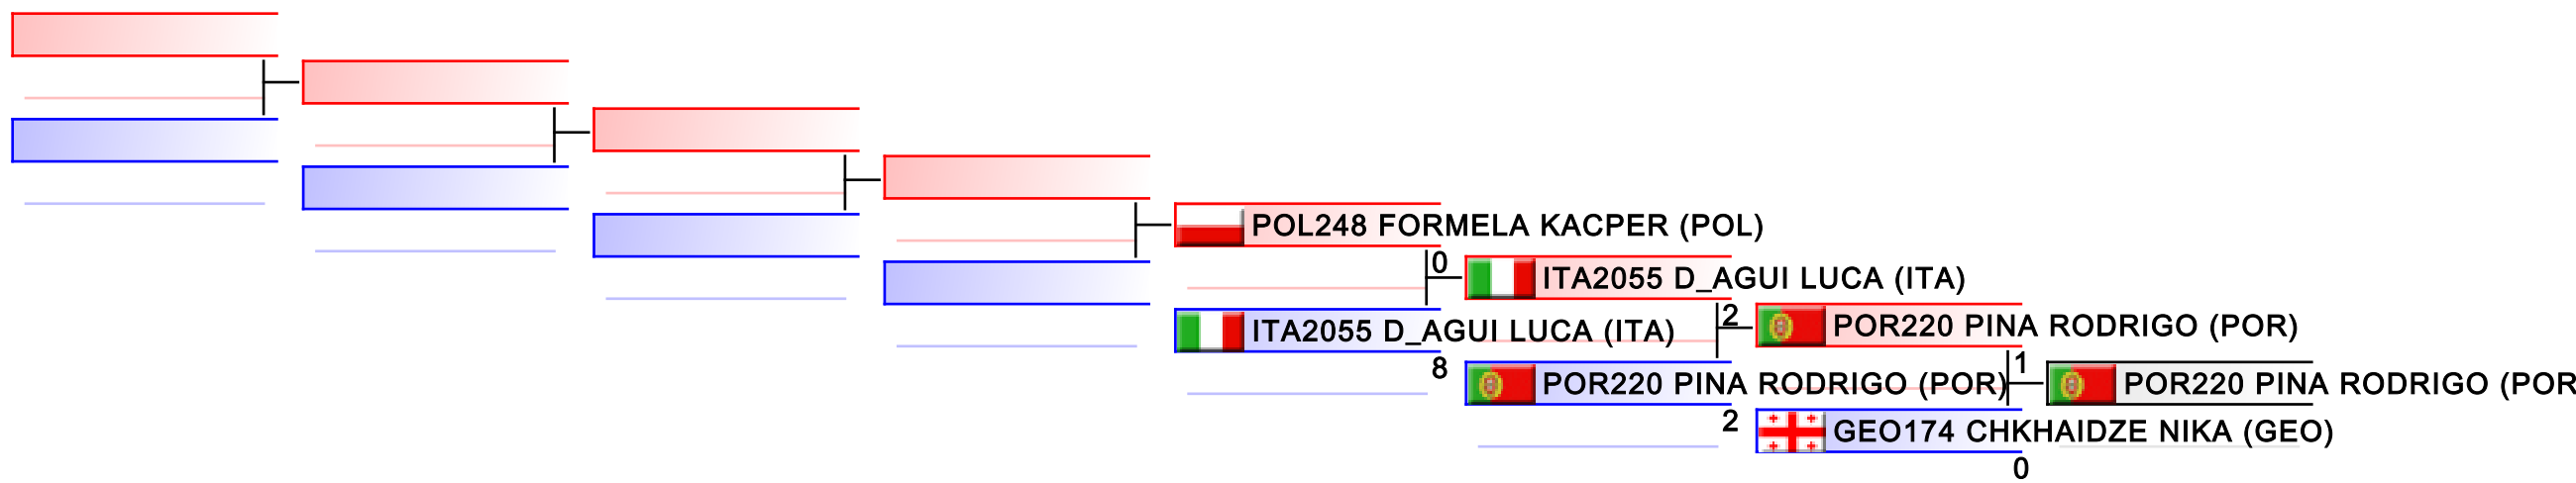 POL248 FORMELA KACPER (POL)
0
ITA2055 D_AGUI LUCA (ITA)
ITA2055 D_AGUI LUCA (ITA)
8
2
POR220 PINA RODRIGO (POR)
POR220 PINA RODRIGO (POR)
2
1
POR220 PINA RODRIGO (POR
GEO174 CHKHAIDZE NIKA (GEO)
0